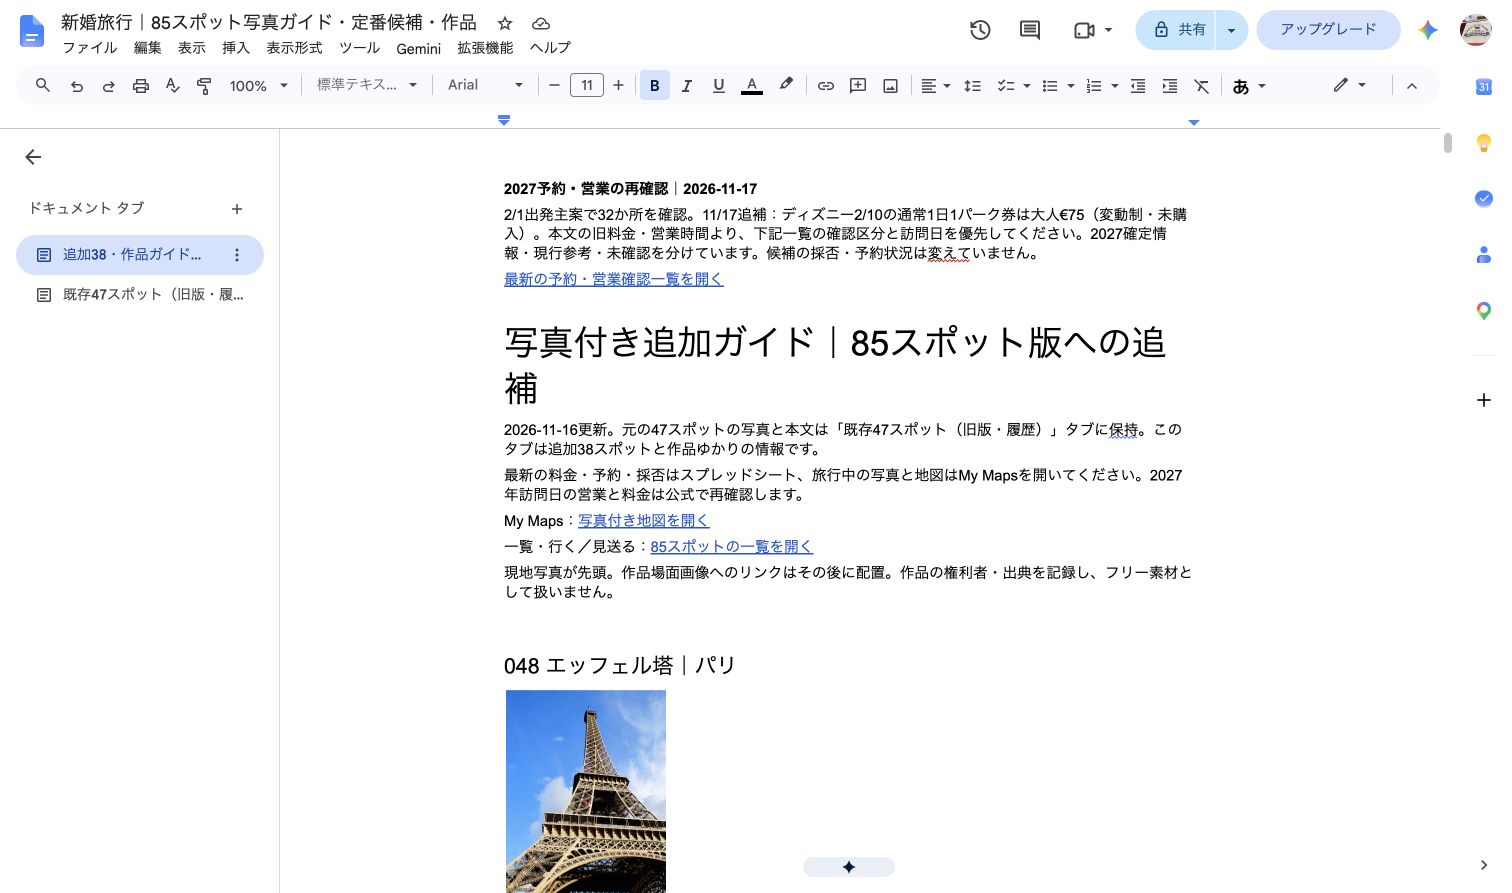 新婚旅行｜85スポット写真ガイド・定番候補・作品
ファイル 編集 表示 挿入 表示形式 ツール Gemini 拡張機能 ヘルプ
共有
アップグレード
100% 標準テキス... Arial 11 B I U A あ
31
ドキュメント タブ
追加38・作品ガイド...
既存47スポット（旧版・履...
2027予約・営業の再確認｜2026-11-17
2/1出発主案で32か所を確認。11/17追補：ディズニー2/10の通常1日1パーク券は大人€75（変動制・未購
入）。本文の旧料金・営業時間より、下記一覧の確認区分と訪問日を優先してください。2027確定情
報・現行参考・未確認を分けています。候補の採否・予約状況は変えていません。
最新の予約・営業確認一覧を開く
写真付き追加ガイド｜85スポット版への追
補
2026-11-16更新。元の47スポットの写真と本文は「既存47スポット（旧版・履歴）」タブに保持。この
タブは追加38スポットと作品ゆかりの情報です。
最新の料金・予約・採否はスプレッドシート、旅行中の写真と地図はMy Mapsを開いてください。2027
年訪問日の営業と料金は公式で再確認します。
My Maps：写真付き地図を開く
一覧・行く／見送る：85スポットの一覧を開く
現地写真が先頭。作品場面画像へのリンクはその後に配置。作品の権利者・出典を記録し、フリー素材と
して扱いません。
048 エッフェル塔｜パリ